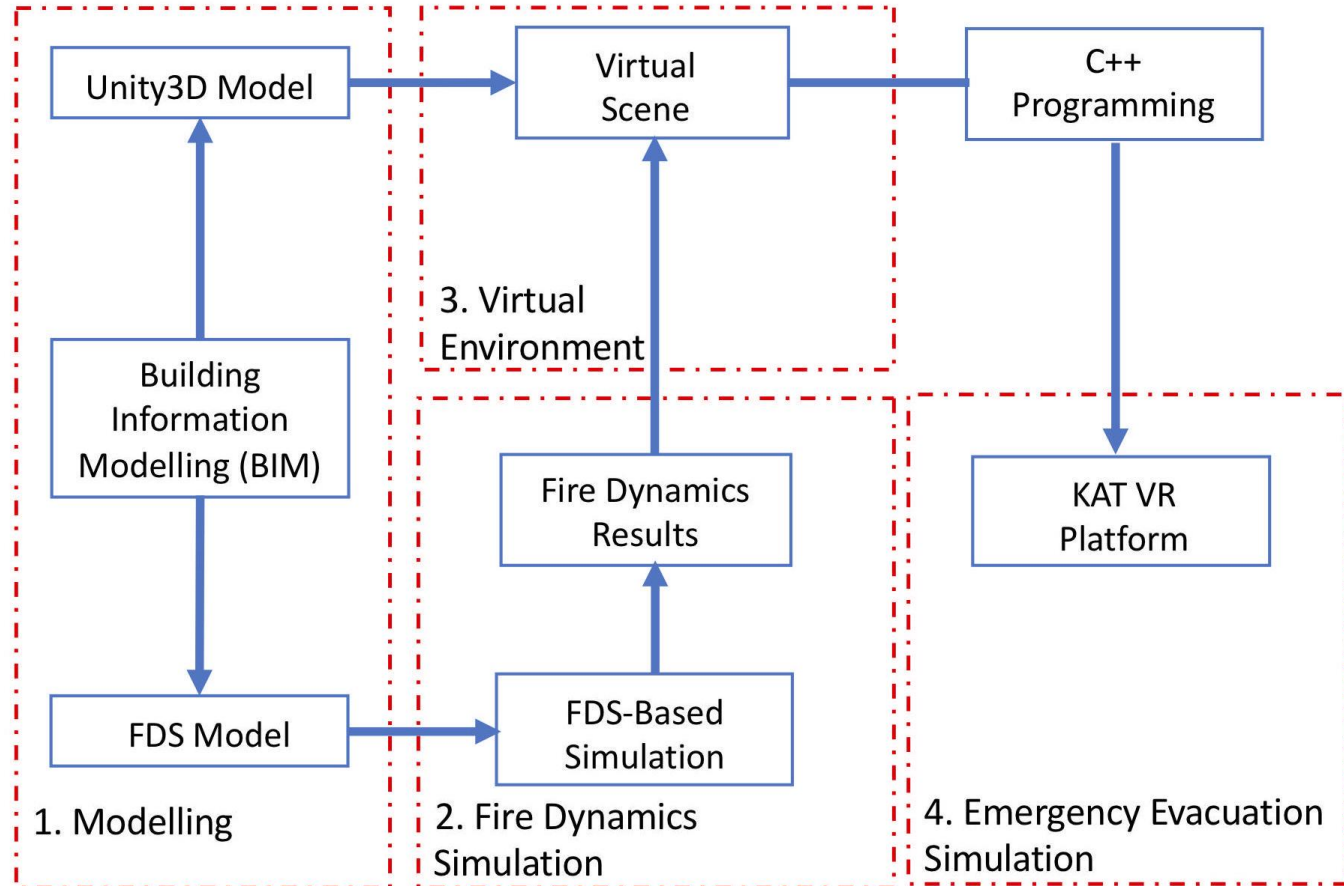 Unity3D Model
Virtual
Scene
C++
Programming
3. Virtual
Environment
Building
Information
Modelling (BIM)
Fire Dynamics
Results
KAT VR
Platform
FDS Model
FDS-Based
Simulation
1. Modelling
2. Fire Dynamics
Simulation
4. Emergency Evacuation
Simulation